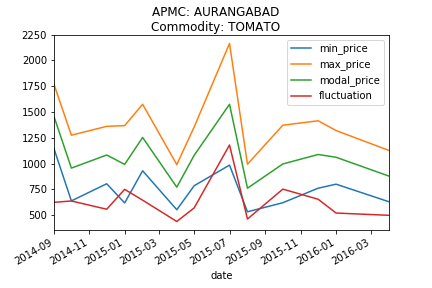 APMC: AURANGABAD
Commodity: TOMATO
2250
2000
1750
1500
1250
1000
750
500
min_price
max_price
modal_price
fluctuation
2014-09
2014-11
2015-01
2015-03
2015-05
2015-07
2015-09
2015-11
2016-01
2016-03
date